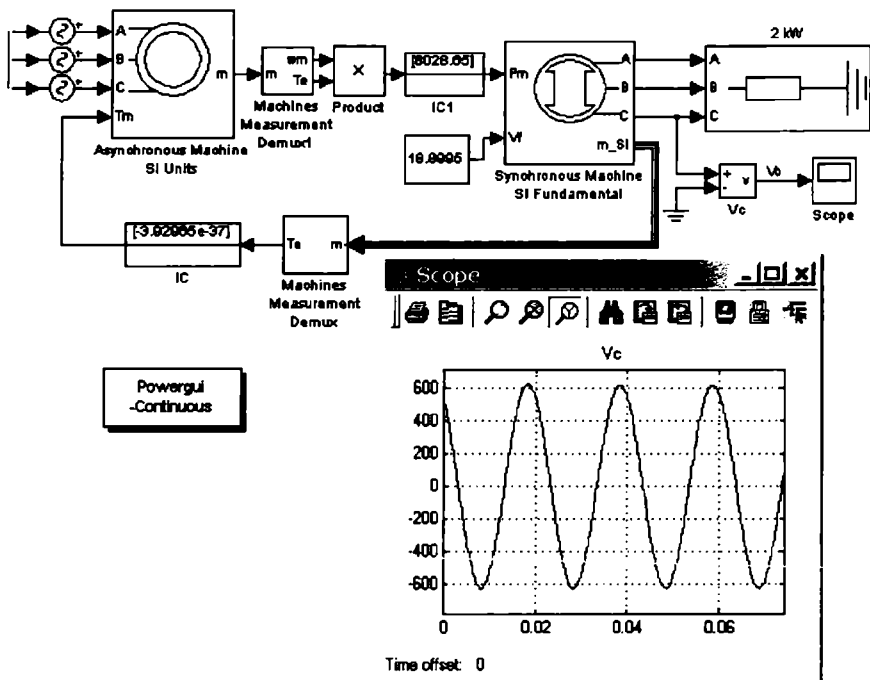 2 kW
A
B
C
Tm
m
Asynchronous Machine
SI Units
m
wm
Te
Machines
Measurement
Demux1
×
Product
[8028.65]
IC1
18.9995
Pm
Vf
A
B
C
m_SI
Synchronous Machine
SI Fundamental
A
B
C
+
-
v
Vc
Scope
[-3.92965e-37]
IC
Te
m
Machines
Measurement
Demux
Powergui
-Continuous
Scope
Vc
600
400
200
0
-200
-400
-600
0
0.02
0.04
0.06
Time offset: 0